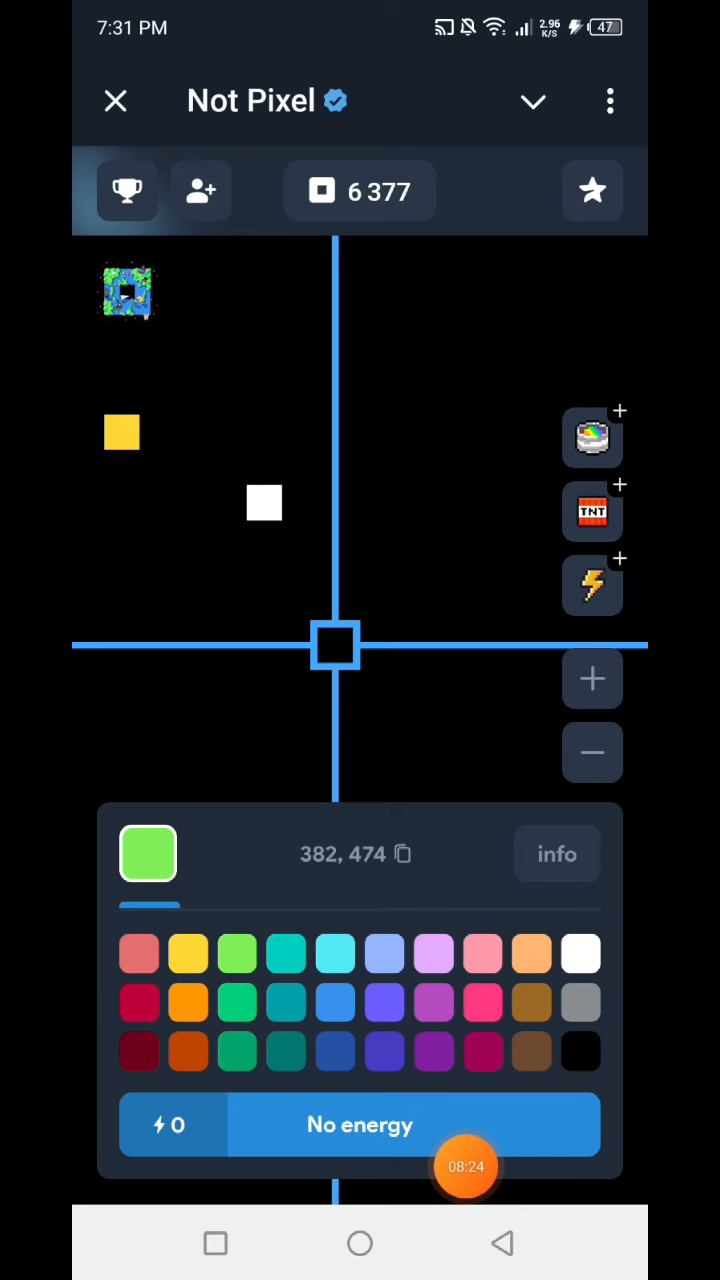 7:31 PM
2.96
K/S
47
Not Pixel
6 377
TNT
382, 474
info
0
No energy
08:24